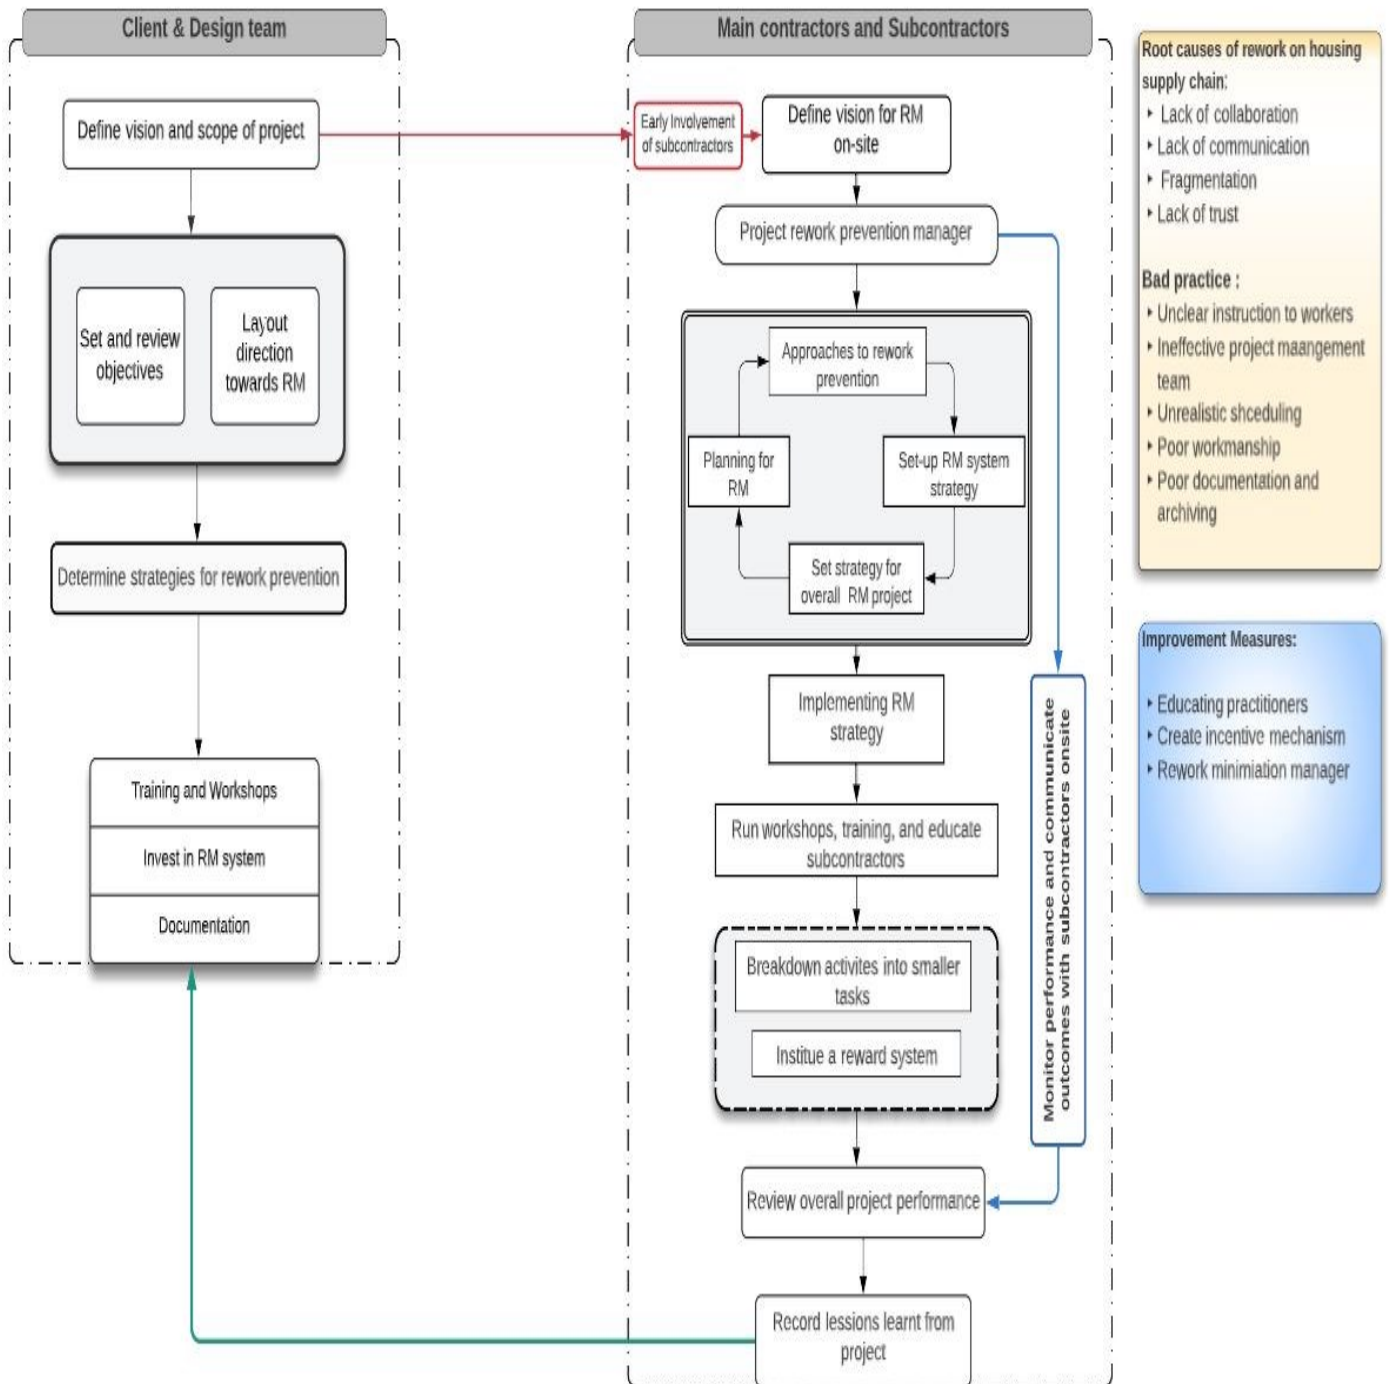 Client & Design team
Define vision and scope of project
Set and review
objectives
Layout
direction
towards RM
Determine strategies for rework prevention
Training and Workshops
Invest in RM system
Documentation
Main contractors and Subcontractors
Early Involvement
of subcontractors
Define vision for RM
on-site
Project rework prevention manager
Approaches to rework
prevention
Planning for
RM
Set-up RM system
strategy
Set strategy for
overall RM project
Implementing RM
strategy
Run workshops, training, and educate
subcontractors
Breakdown activites into smaller
tasks
Institue a reward system
Monitor performance and communicate
outcomes with subcontractors onsite
Review overall project performance
Record lessions learnt from
project
Root causes of rework on housing
supply chain:
‣ Lack of collaboration
‣ Lack of communication
‣ Fragmentation
‣ Lack of trust
Bad practice :
‣ Unclear instruction to workers
‣ Ineffective project maangement
team
‣ Unrealistic shceduling
‣ Poor workmanship
‣ Poor documentation and
archiving
Improvement Measures:
‣ Educating practitioners
‣ Create incentive mechanism
‣ Rework minimiation manager